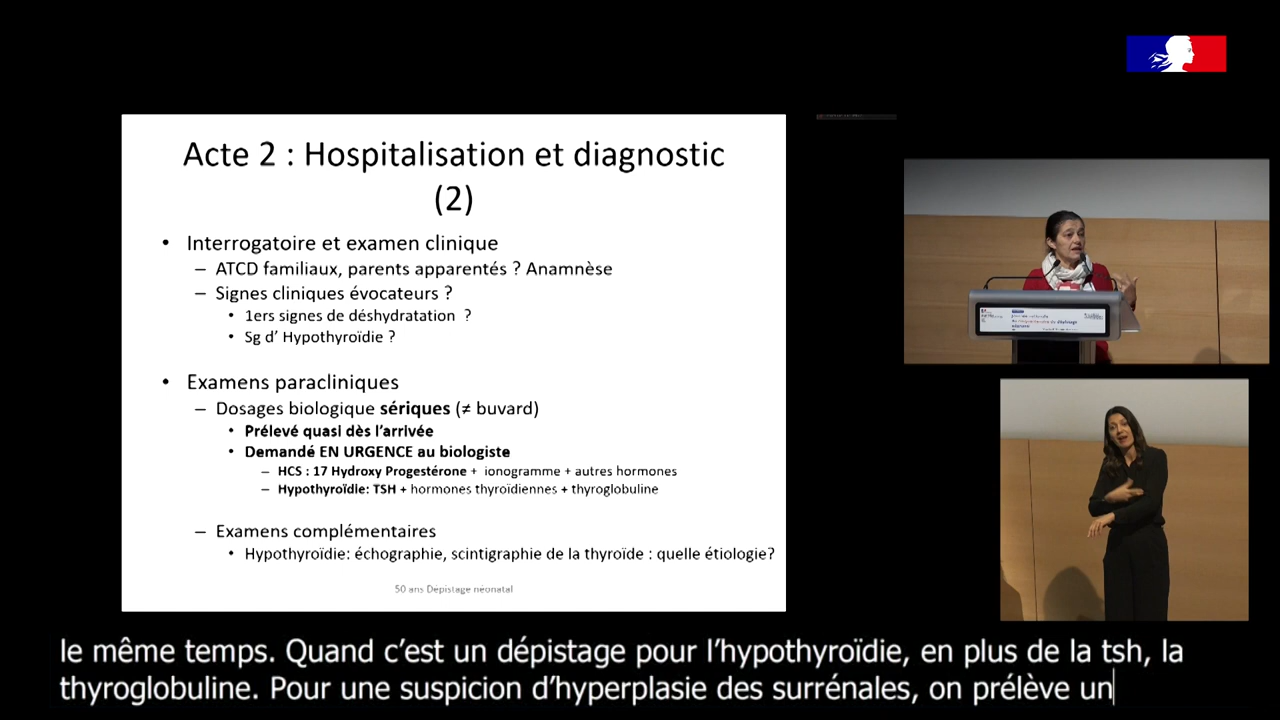 Acte 2 : Hospitalisation et diagnostic
(2)
• Interrogatoire et examen clinique
– ATCD familiaux, parents apparentés ? Anamnèse
– Signes cliniques évocateurs ?
• 1ers signes de déshydratation ?
• Sg d’ Hypothyroïdie ?
• Examens paracliniques
– Dosages biologique sériques (≠ buvard)
• Prélevé quasi dès l’arrivée
• Demandé EN URGENCE au biologiste
– HCS : 17 Hydroxy Progestérone + ionogramme + autres hormones
– Hypothyroïdie: TSH + hormones thyroïdiennes + thyroglobuline
– Examens complémentaires
• Hypothyroïdie: échographie, scintigraphie de la thyroïde : quelle étiologie?
50 ans Dépistage néonatal
le même temps. Quand c’est un dépistage pour l’hypothyroïdie, en plus de la tsh, la
thyroglobuline. Pour une suspicion d’hyperplasie des surrénales, on prélève un